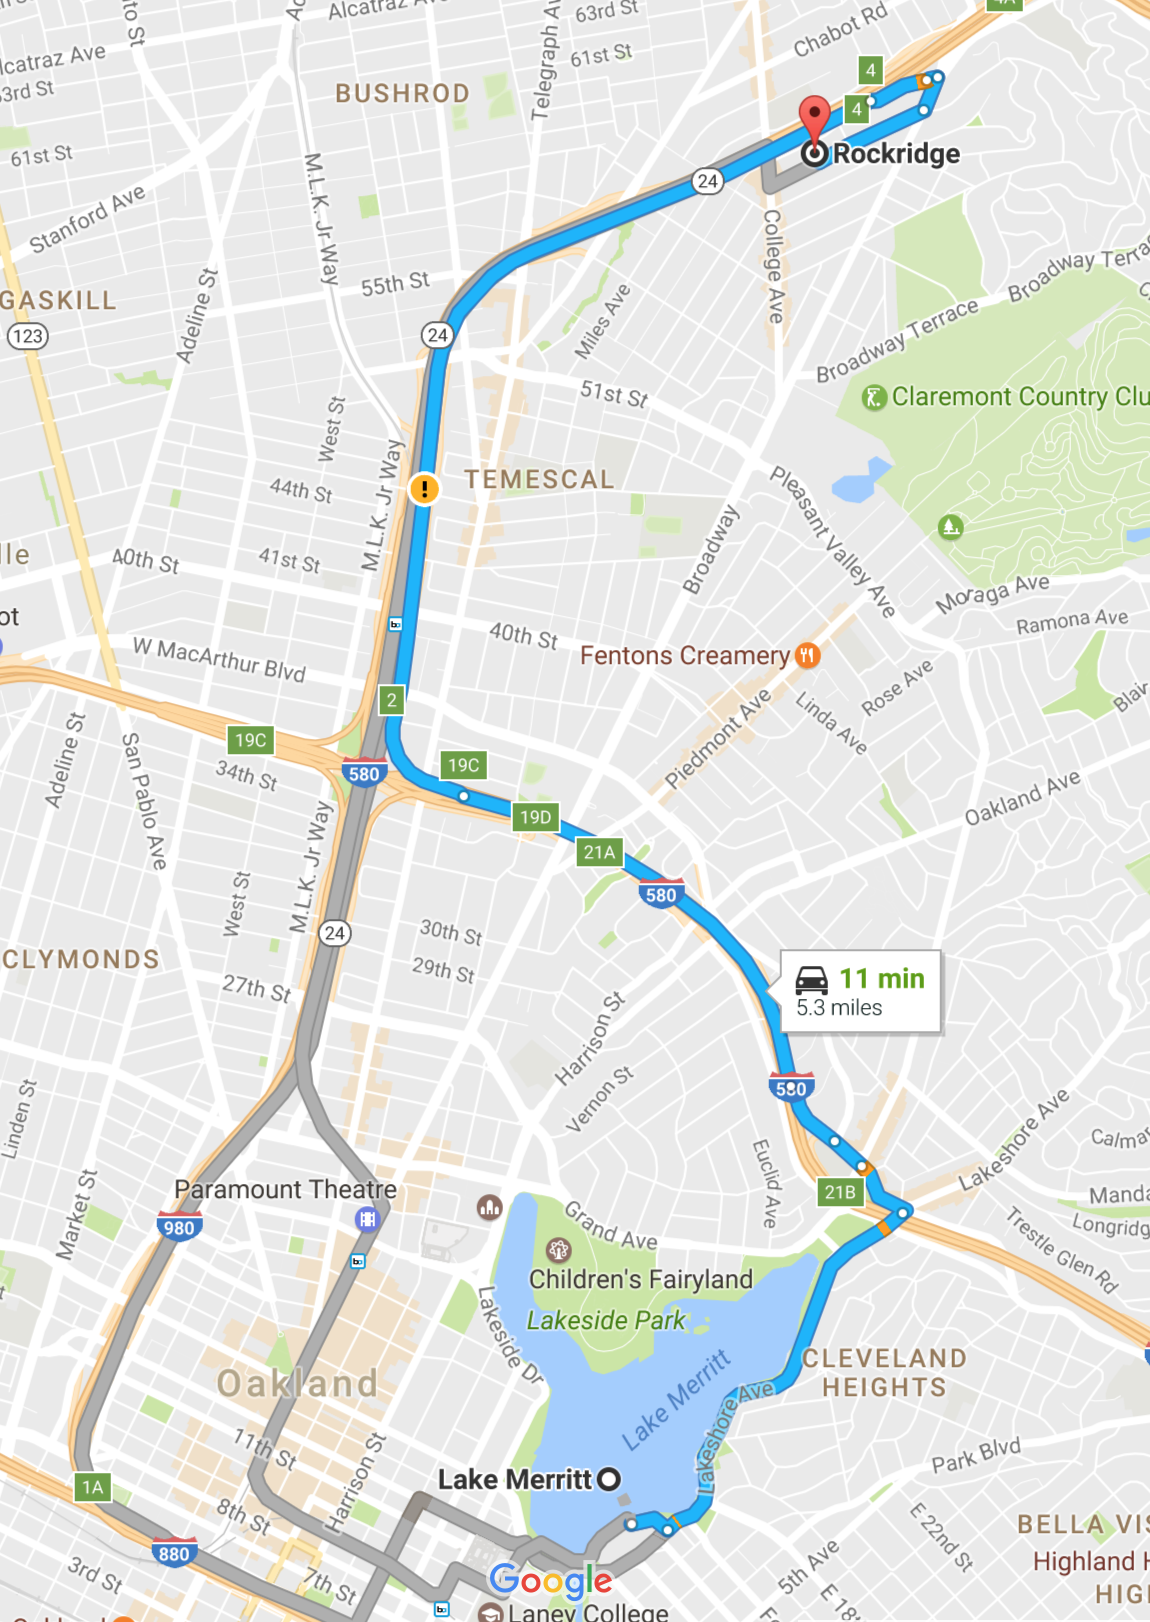 4A
Alcatraz Ave
63rd St
Chabot Rd
61st St
Telegraph Av
BUSHROD
4
4
61st St
Rockridge
24
M.L.K. Jr Way
Stanford Ave
College Ave
Broadway Terra
55th St
GASKILL
Adeline St
Miles Ave
123
24
Broadway Terrace
51st St
Claremont Country Clu
West St
TEMESCAL
44th St
M.L.K. Jr Way
Pleasant Valley Ave
Broadway
40th St
41st St
Moraga Ave
Ramona Ave
40th St
W MacArthur Blvd
Fentons Creamery
Rose Ave
Blair
2
Linda Ave
Piedmont Ave
19C
Adeline St
San Pablo Ave
34th St
580
19C
Oakland Ave
19D
21A
580
M.L.K. Jr Way
West St
24
30th St
CLYMONDS
29th St
27th St
11 min
5.3 miles
Harrison St
Vernon St
580
Linden St
Lakeshore Ave
Calmar
Euclid Ave
Market St
Paramount Theatre
21B
Manda
Longridg
Trestle Glen Rd
980
Grand Ave
Children's Fairyland
Lakeside Park
Lakeside Dr
Oakland
Lake Merritt
CLEVELAND
HEIGHTS
Lakeshore Ave
11th St
Harrison St
Park Blvd
Lake Merritt
1A
8th St
E 22nd St
BELLA VIS
880
3rd St
7th St
5th Ave
Highland H
Google
HIG
E 18th
Laney College